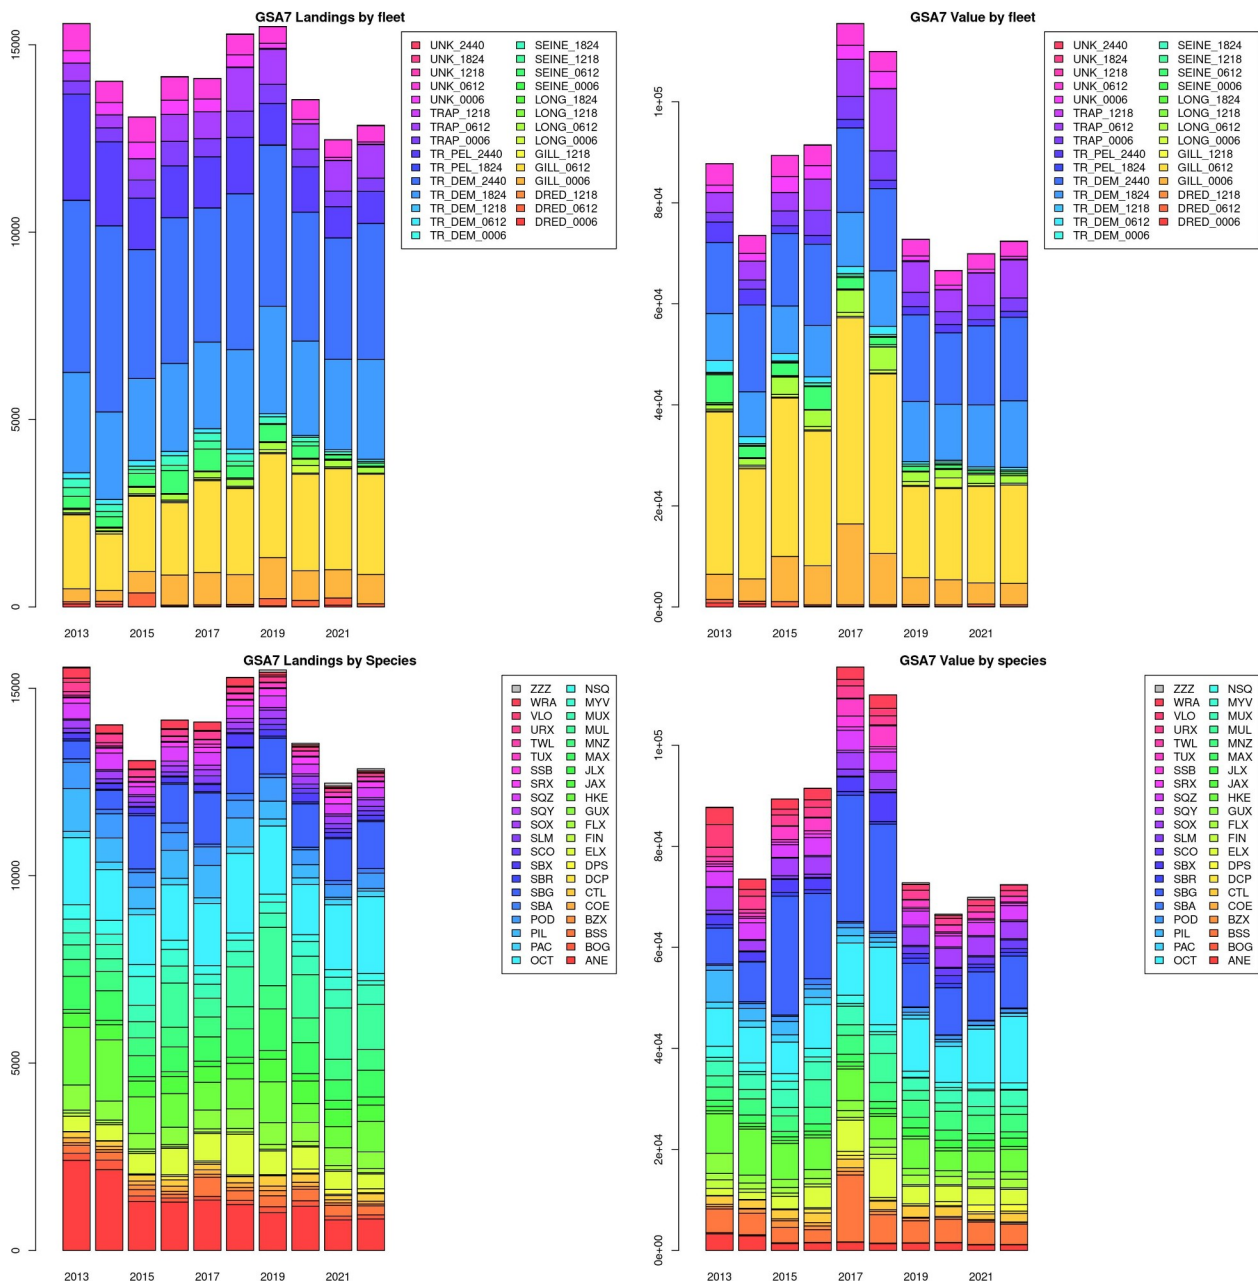 GSA7 Landings by fleet
15000
10000
5000
0
2013 2015 2017 2019 2021
UNK_2440 SEINE_1824
UNK_1824 SEINE_1218
UNK_1218 SEINE_0612
UNK_0612 SEINE_0006
UNK_0006 LONG_1824
TRAP_1218 LONG_1218
TRAP_0612 LONG_0612
TRAP_0006 LONG_0006
TR_PEL_2440 GILL_1218
TR_PEL_1824 GILL_0612
TR_DEM_2440 GILL_0006
TR_DEM_1824 DRED_1218
TR_DEM_1218 DRED_0612
TR_DEM_0612 DRED_0006
TR_DEM_0006
GSA7 Value by fleet
1e+05
8e+04
6e+04
4e+04
2e+04
0e+00
2013 2015 2017 2019 2021
UNK_2440 SEINE_1824
UNK_1824 SEINE_1218
UNK_1218 SEINE_0612
UNK_0612 SEINE_0006
UNK_0006 LONG_1824
TRAP_1218 LONG_1218
TRAP_0612 LONG_0612
TRAP_0006 LONG_0006
TR_PEL_2440 GILL_1218
TR_PEL_1824 GILL_0612
TR_DEM_2440 GILL_0006
TR_DEM_1824 DRED_1218
TR_DEM_1218 DRED_0612
TR_DEM_0612 DRED_0006
TR_DEM_0006
GSA7 Landings by Species
15000
10000
5000
0
2013 2015 2017 2019 2021
ZZZ NSQ
WRA MYV
VLO MUX
URX MUL
TWL MNZ
TUX MAX
SSB JLX
SRX JAX
SQZ HKE
SQY GUX
SOX FLX
SLM FIN
SCO ELX
SBX DPS
SBR DCP
SBG CTL
SBA COE
POD BZX
PIL BSS
PAC BOG
OCT ANE
GSA7 Value by species
1e+05
8e+04
6e+04
4e+04
2e+04
0e+00
2013 2015 2017 2019 2021
ZZZ NSQ
WRA MYV
VLO MUX
URX MUL
TWL MNZ
TUX MAX
SSB JLX
SRX JAX
SQZ HKE
SQY GUX
SOX FLX
SLM FIN
SCO ELX
SBX DPS
SBR DCP
SBG CTL
SBA COE
POD BZX
PIL BSS
PAC BOG
OCT ANE